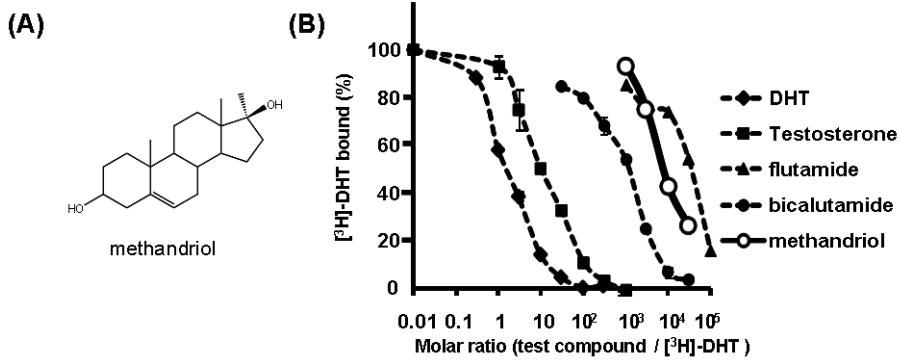 (A)
OH
HO
methandriol
(B)
[³H]-DHT bound (%)
100
80
60
40
20
0
0.01 0.1 1 10 10² 10³ 10⁴ 10⁵
Molar ratio (test compound / [³H]-DHT )
DHT
Testosterone
flutamide
bicalutamide
methandriol